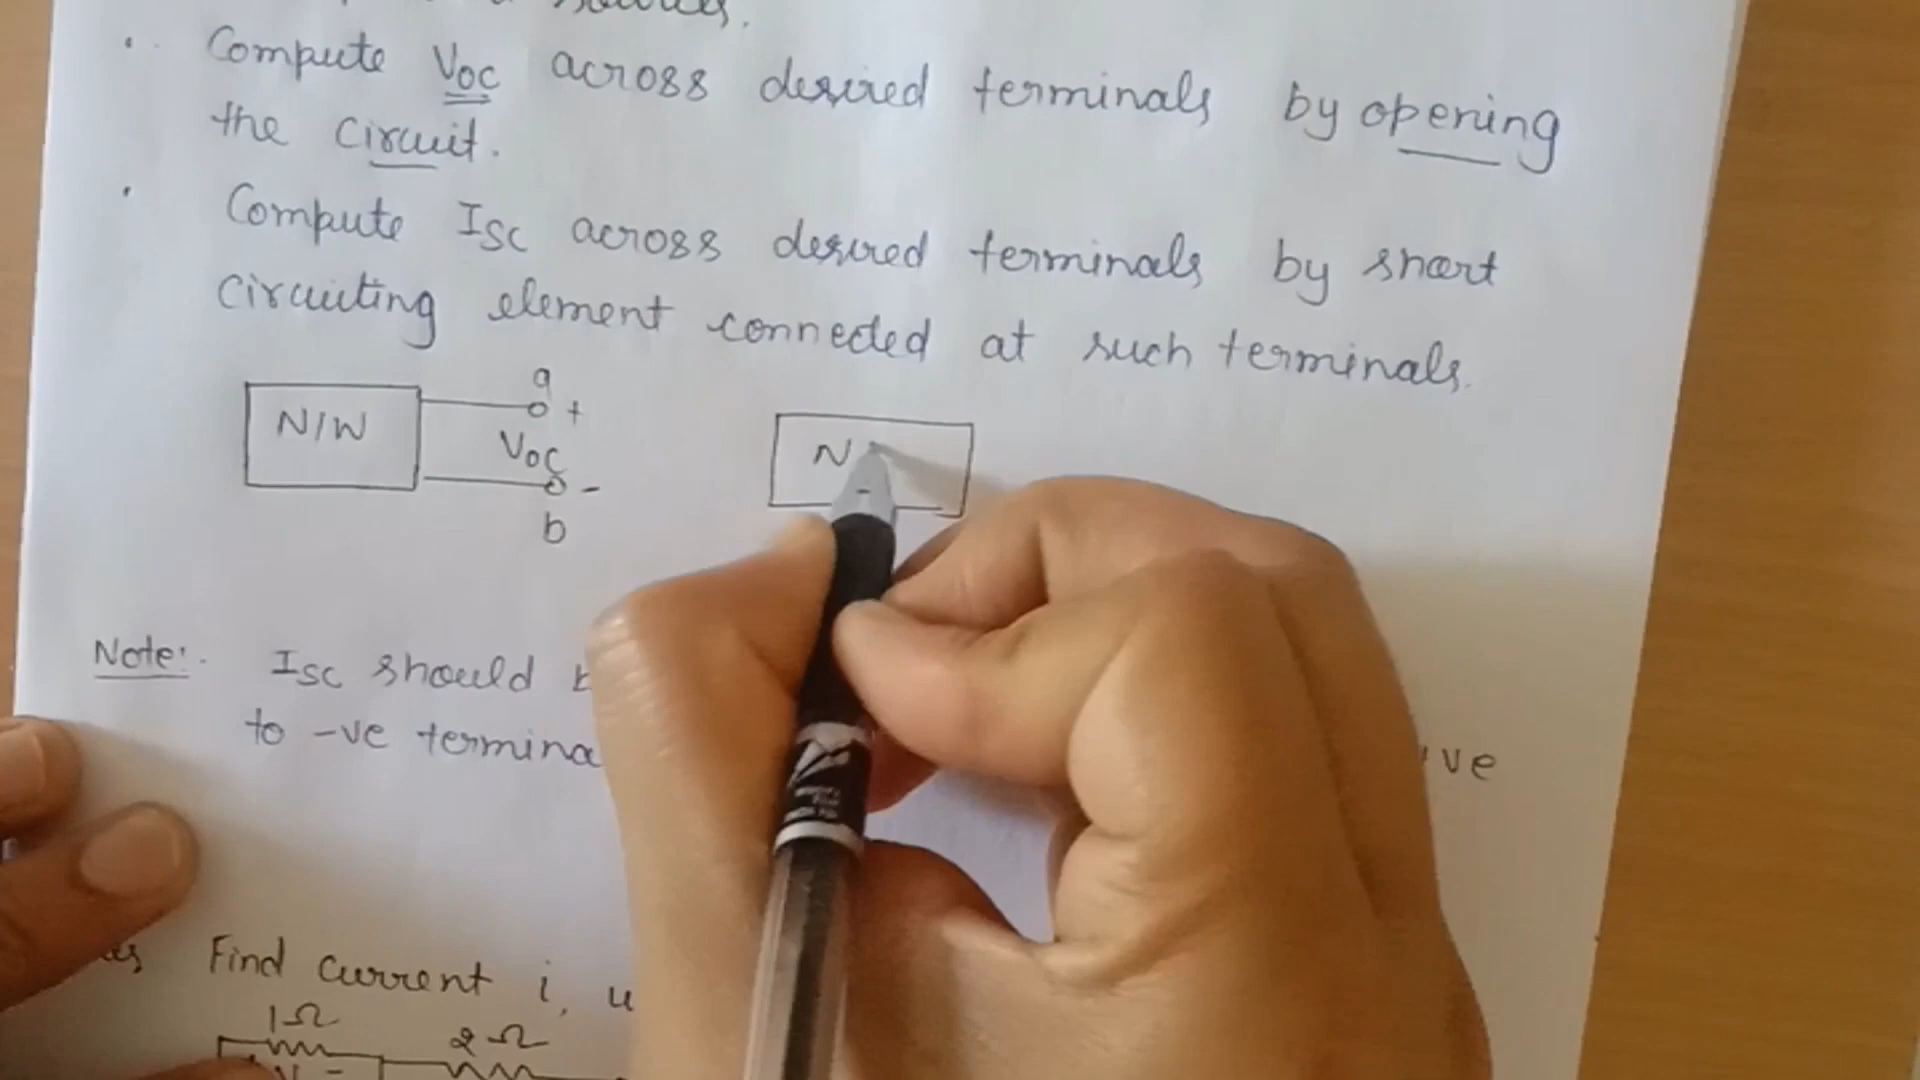 sources.
Compute Voc across desired terminals by opening
the circuit.
Compute Isc across desired terminals by short
circuiting element connected at such terminals.
a
N/W
+
Voc
-
b
N
Note:. Isc should
to -ve
ve
Find current i,
1Ω
2Ω